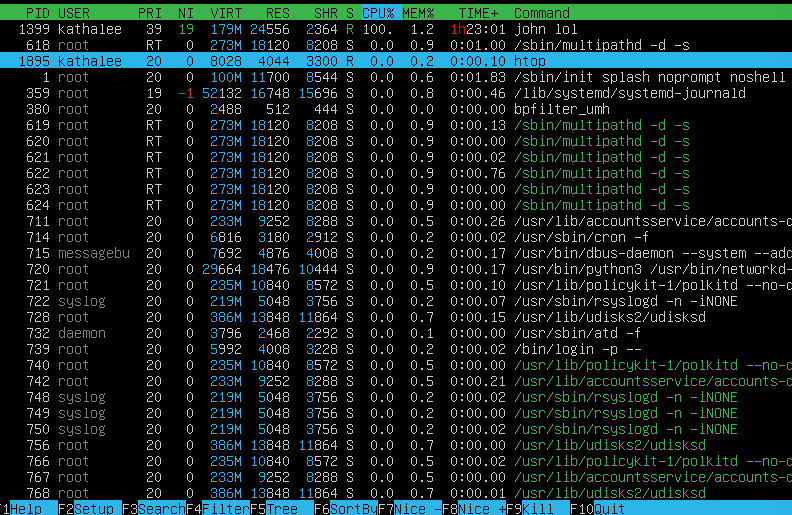 PID USER PRI NI VIRT RES SHR S CPU% MEM% TIME+ Command
1399 kathalee 39 19 179M 24556 2364 R 100. 1.2 1h23:01 john lol
618 root RT 0 273M 18120 8208 S 0.0 0.9 0:01.00 /sbin/multipathd -d -s
1895 kathalee 20 0 8028 4044 3300 R 0.0 0.2 0:00.10 htop
1 root 20 0 100M 11700 8544 S 0.0 0.6 0:01.83 /sbin/init splash noprompt noshell
359 root 19 -1 52132 16748 15696 S 0.0 0.8 0:00.46 /lib/systemd/systemd-journald
380 root 20 0 2488 512 444 S 0.0 0.0 0:00.00 bpfilter_umh
619 root RT 0 273M 18120 8208 S 0.0 0.9 0:00.13 /sbin/multipathd -d -s
620 root RT 0 273M 18120 8208 S 0.0 0.9 0:00.00 /sbin/multipathd -d -s
621 root RT 0 273M 18120 8208 S 0.0 0.9 0:00.02 /sbin/multipathd -d -s
622 root RT 0 273M 18120 8208 S 0.0 0.9 0:00.76 /sbin/multipathd -d -s
623 root RT 0 273M 18120 8208 S 0.0 0.9 0:00.00 /sbin/multipathd -d -s
624 root RT 0 273M 18120 8208 S 0.0 0.9 0:00.00 /sbin/multipathd -d -s
711 root 20 0 233M 9252 8288 S 0.0 0.5 0:00.26 /usr/lib/accountsservice/accounts-d
714 root 20 0 6816 3180 2912 S 0.0 0.2 0:00.02 /usr/sbin/cron -f
715 messagebu 20 0 7692 4876 4008 S 0.0 0.2 0:00.17 /usr/bin/dbus-daemon --system --add
720 root 20 0 29664 18476 10444 S 0.0 0.9 0:00.17 /usr/bin/python3 /usr/bin/networkd-
721 root 20 0 235M 10840 8572 S 0.0 0.5 0:00.10 /usr/lib/policykit-1/polkitd --no-d
722 syslog 20 0 219M 5048 3756 S 0.0 0.2 0:00.07 /usr/sbin/rsyslogd -n -iNONE
728 root 20 0 386M 13848 11864 S 0.0 0.7 0:00.15 /usr/lib/udisks2/udisksd
732 daemon 20 0 3796 2468 2292 S 0.0 0.1 0:00.00 /usr/sbin/atd -f
739 root 20 0 5992 4008 3228 S 0.0 0.2 0:00.02 /bin/login -p --
740 root 20 0 235M 10840 8572 S 0.0 0.5 0:00.00 /usr/lib/policykit-1/polkitd --no-d
742 root 20 0 233M 9252 8288 S 0.0 0.5 0:00.21 /usr/lib/accountsservice/accounts-d
748 syslog 20 0 219M 5048 3756 S 0.0 0.2 0:00.02 /usr/sbin/rsyslogd -n -iNONE
749 syslog 20 0 219M 5048 3756 S 0.0 0.2 0:00.00 /usr/sbin/rsyslogd -n -iNONE
750 syslog 20 0 219M 5048 3756 S 0.0 0.2 0:00.02 /usr/sbin/rsyslogd -n -iNONE
756 root 20 0 386M 13848 11864 S 0.0 0.7 0:00.00 /usr/lib/udisks2/udisksd
766 root 20 0 235M 10840 8572 S 0.0 0.5 0:00.02 /usr/lib/policykit-1/polkitd --no-d
767 root 20 0 233M 9252 8288 S 0.0 0.5 0:00.00 /usr/lib/accountsservice/accounts-d
768 root 20 0 386M 13848 11864 S 0.0 0.7 0:00.01 /usr/lib/udisks2/udisksd
F1Help F2Setup F3SearchF4FilterF5Tree F6SortByF7Nice -F8Nice +F9Kill F10Quit